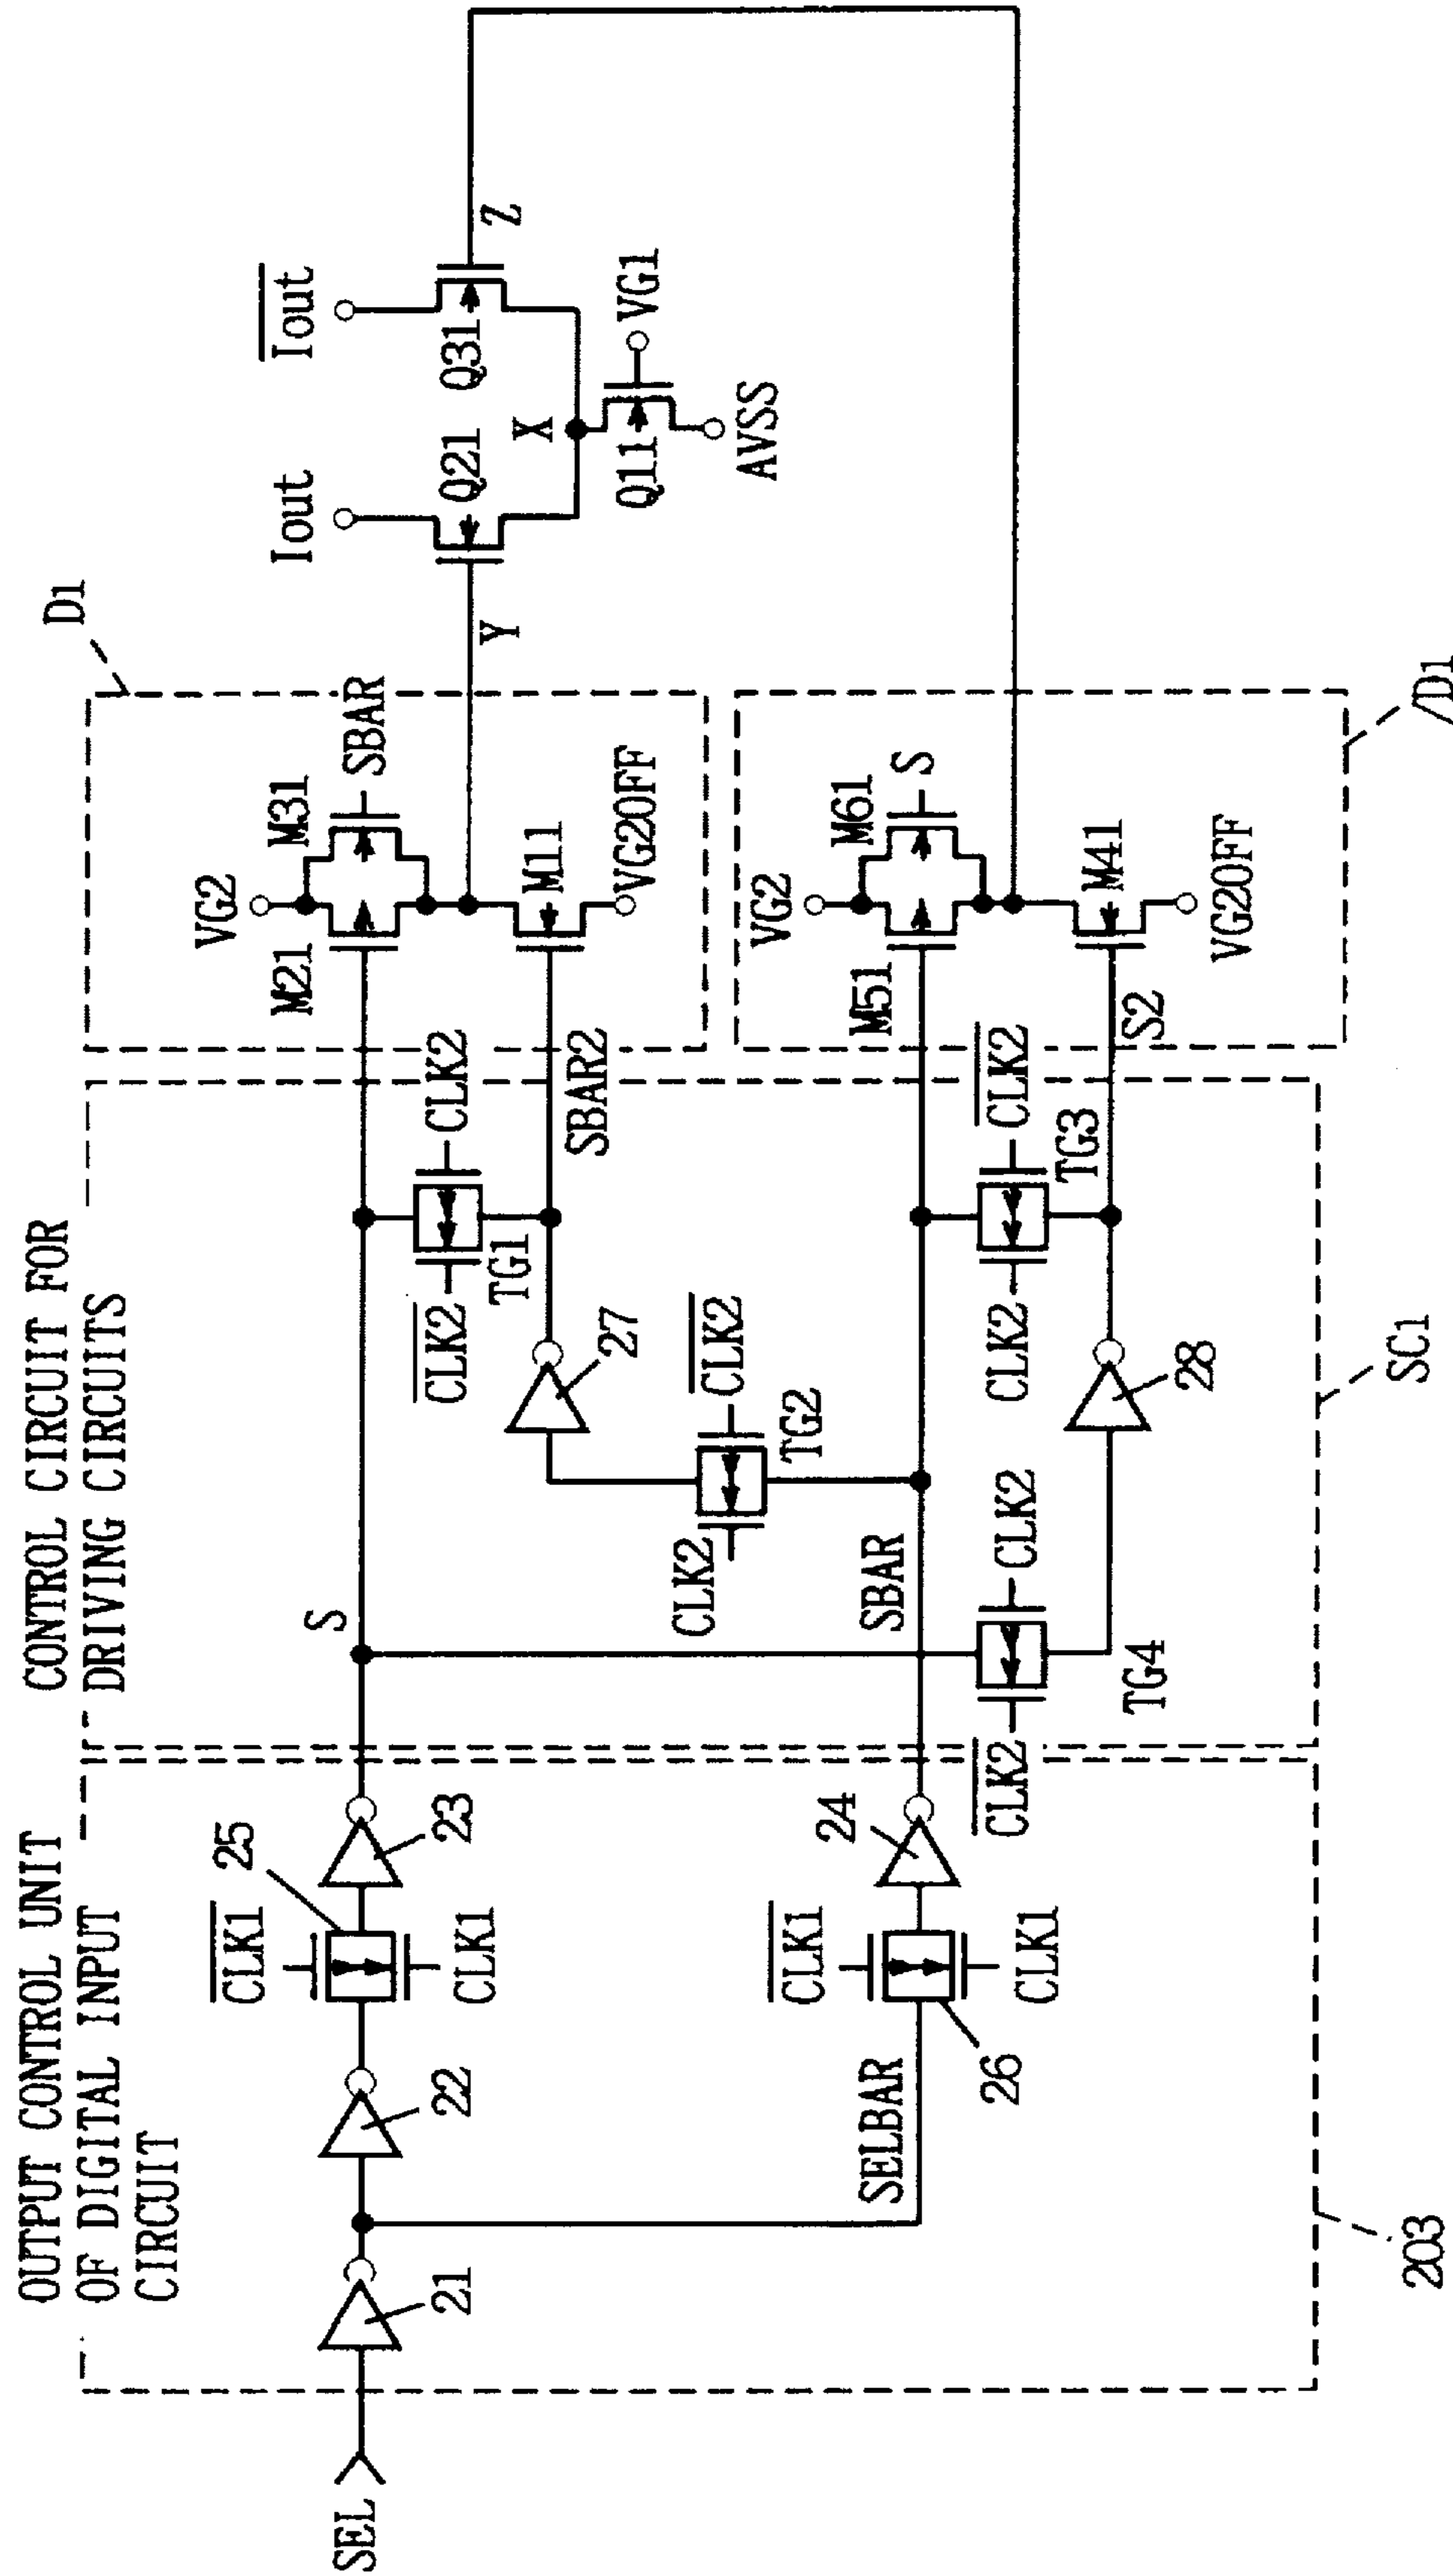 OUTPUT CONTROL UNIT
OF DIGITAL INPUT
CIRCUIT
CONTROL CIRCUIT FOR
DRIVING CIRCUITS
SEL
21
22
25
CLK1
CLK1
23
SELBAR
26
CLK1
CLK1
24
203
S
SBAR
CLK2
CLK2
TG1
27
SBAR2
CLK2
CLK2
TG2
CLK2
CLK2
TG3
CLK2
CLK2
TG4
28
S2
SC1
D1
VG2
M21
M31
SBAR
M11
VG2OFF
Y
/D1
VG2
M51
M61
S
M41
VG2OFF
Iout
Iout
Q21
Q31
X
Z
Q11
VG1
AVSS